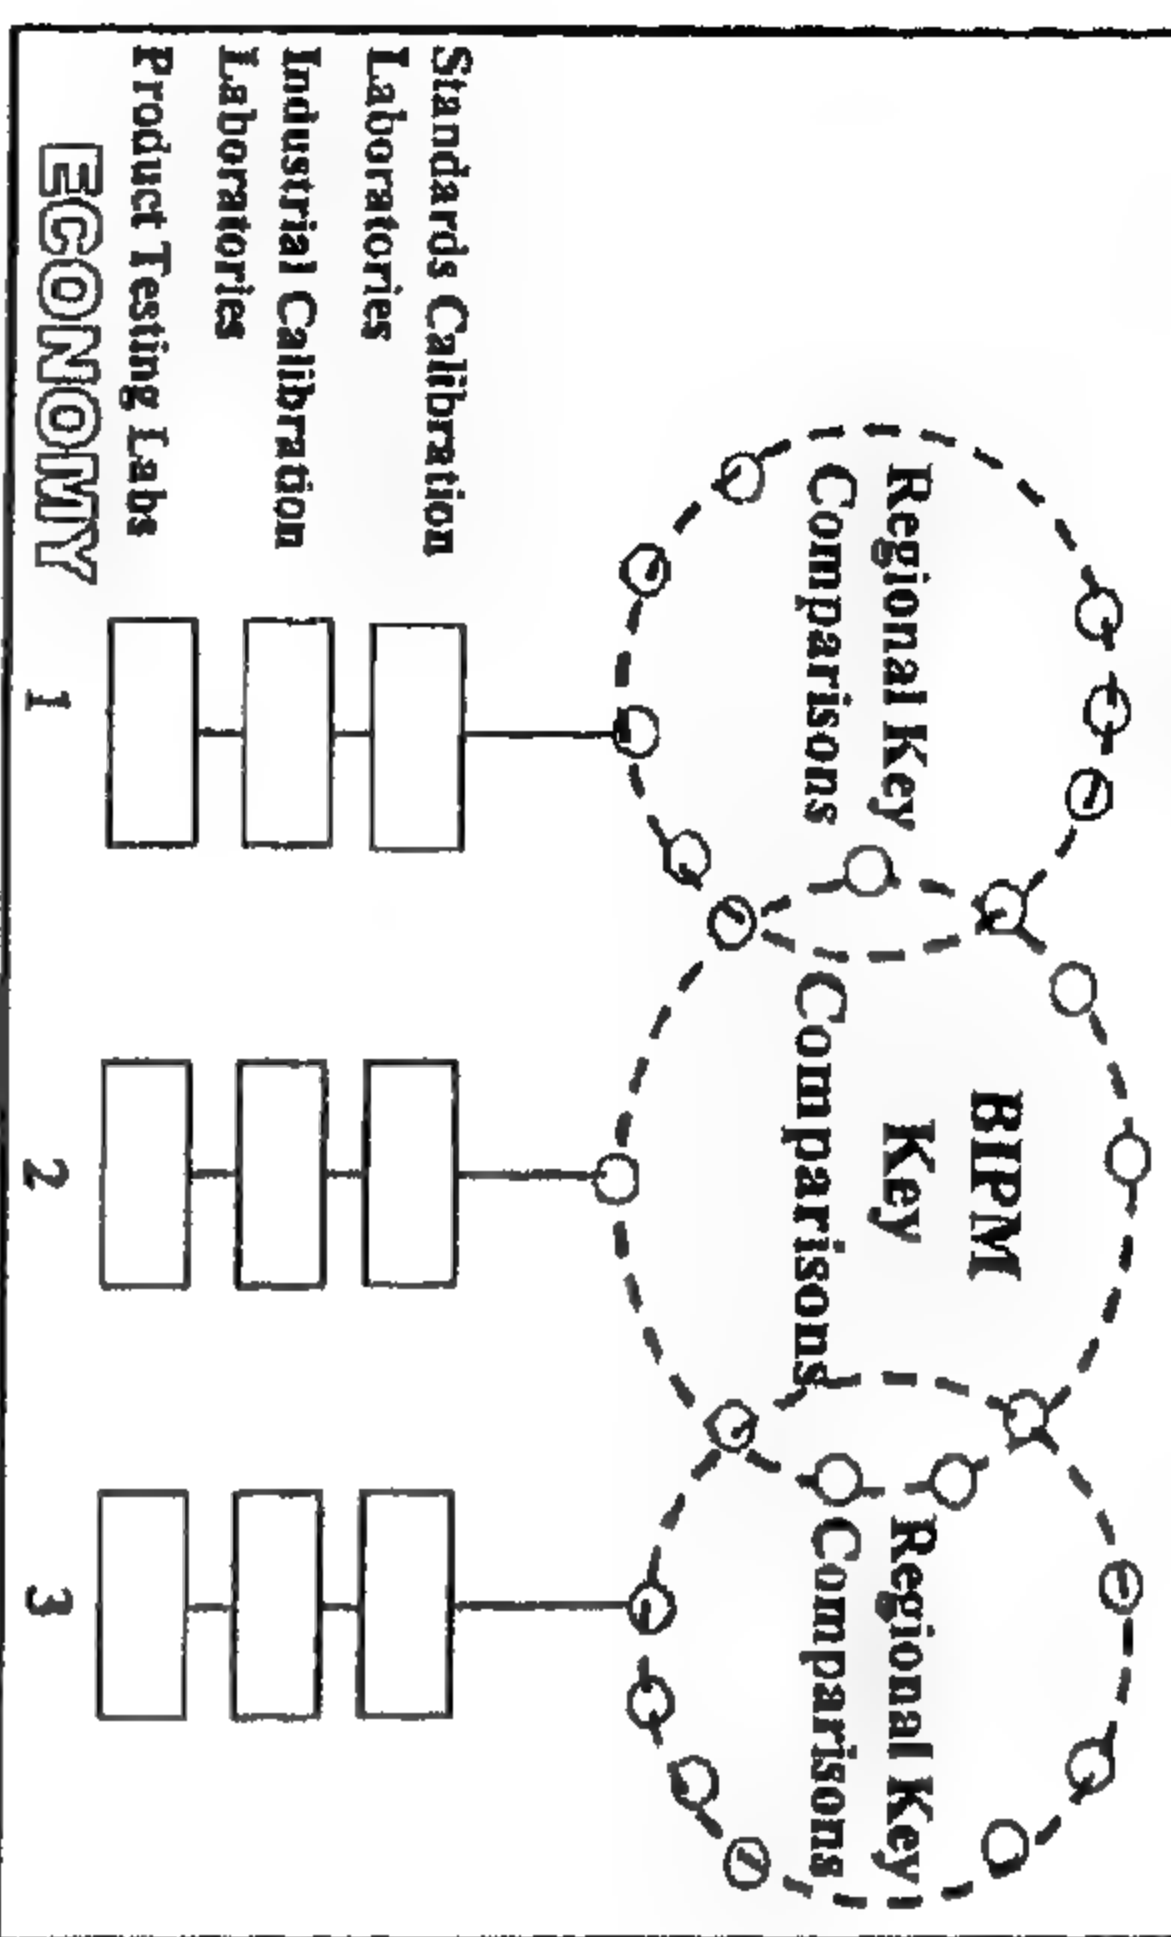 Regional Key
Comparisons
BIPM
Key
Comparisons
Regional Key
Comparisons
Standards Calibration
Laboratories
Industrial Calibration
Laboratories
Product Testing Labs
ECONOMY
1
2
3